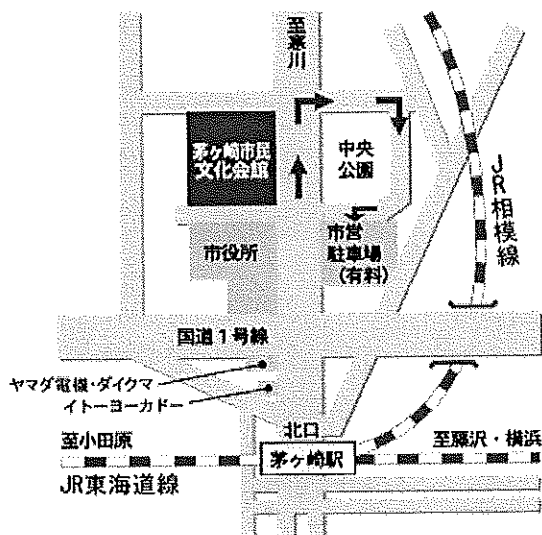 至寒川
茅ヶ崎市民
文化会館
中央
公園
JR相模線
市役所
市営
駐車場
(有料)
国道1号線
ヤマダ電機・ダイクマ
イトーヨーカドー
北口
至小田原
茅ヶ崎駅
至藤沢・横浜
JR東海道線